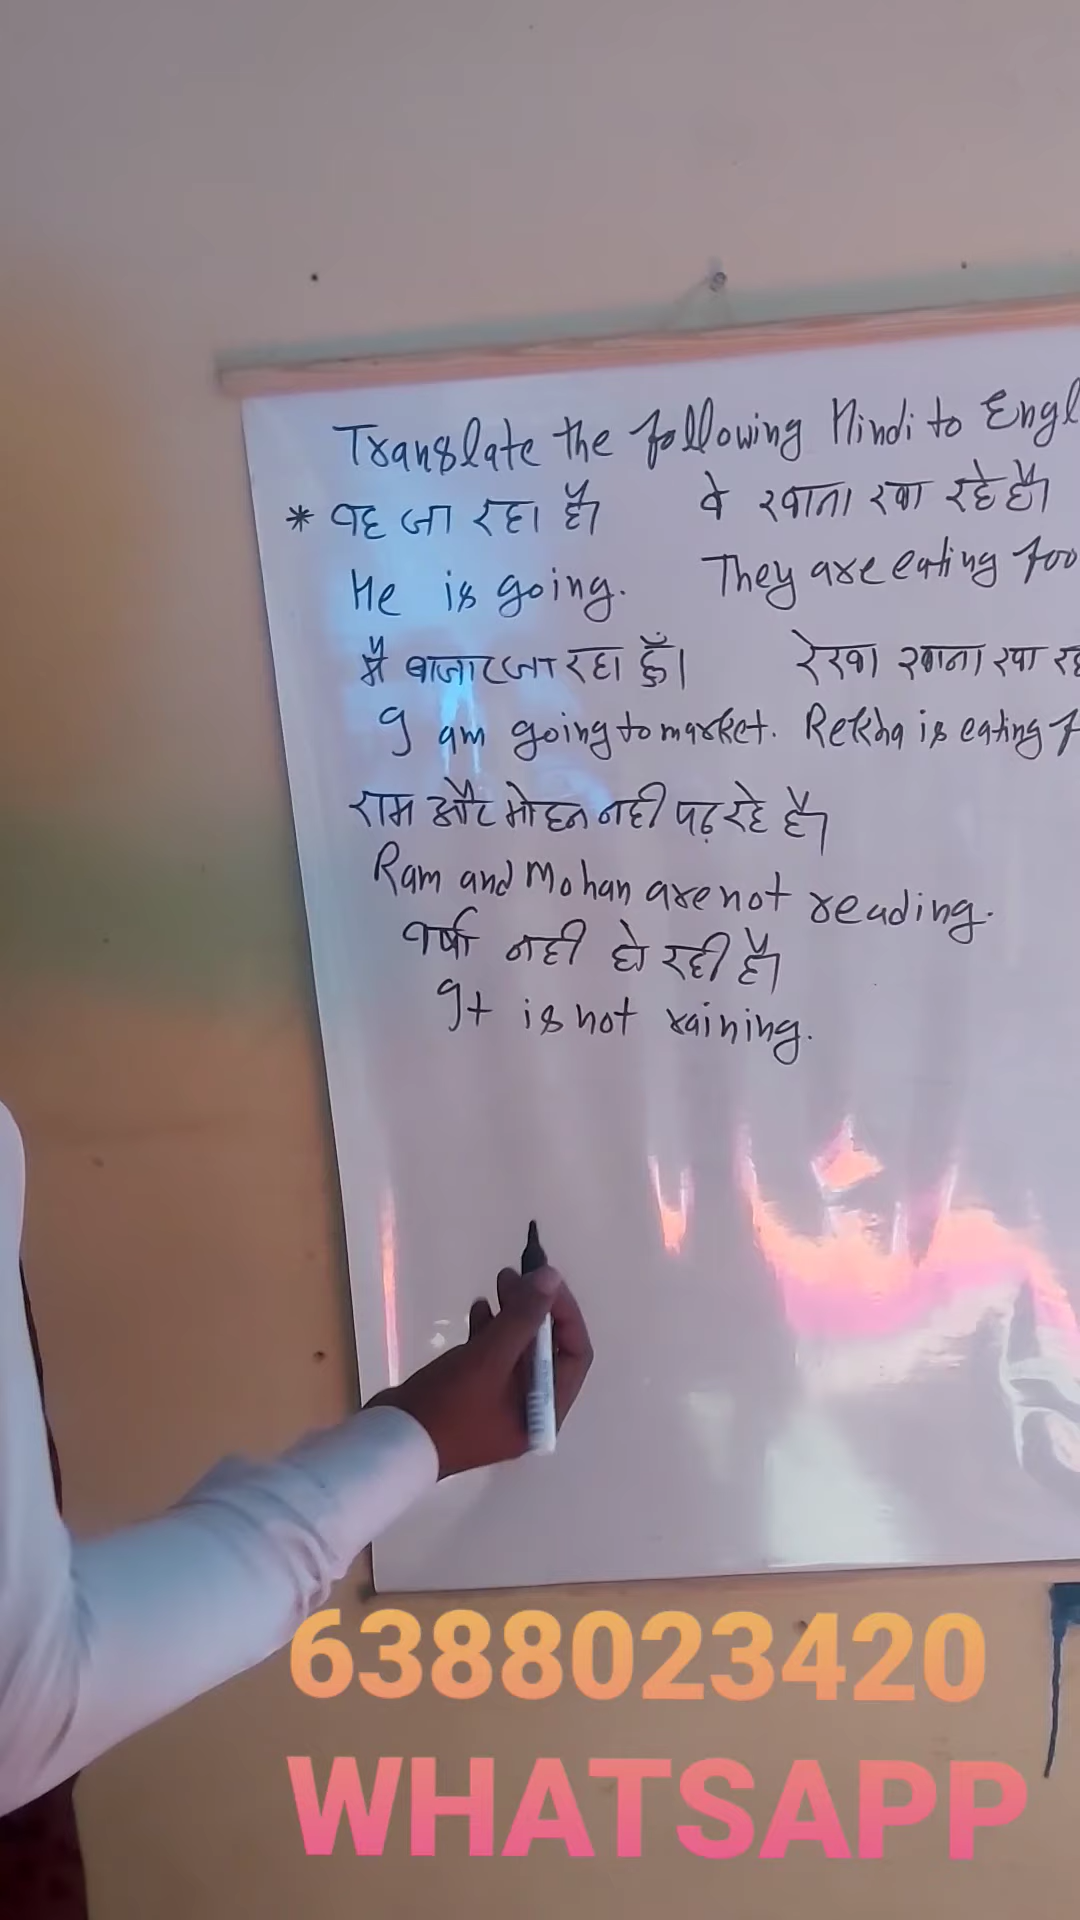 Translate the following Hindi to Engl
* वह जा रहा है। वे खाना खा रहे हैं।
He is going. They are eating foo
मैं बाजार जा रहा हूँ। रेखा खाना खा रह
I am going to market. Rekha is eating f
राम और मोहन नही पढ़ रहे है।
Ram and Mohan are not reading.
वर्षा नही हो रही है।
It is not raining.
6388023420
WHATSAPP